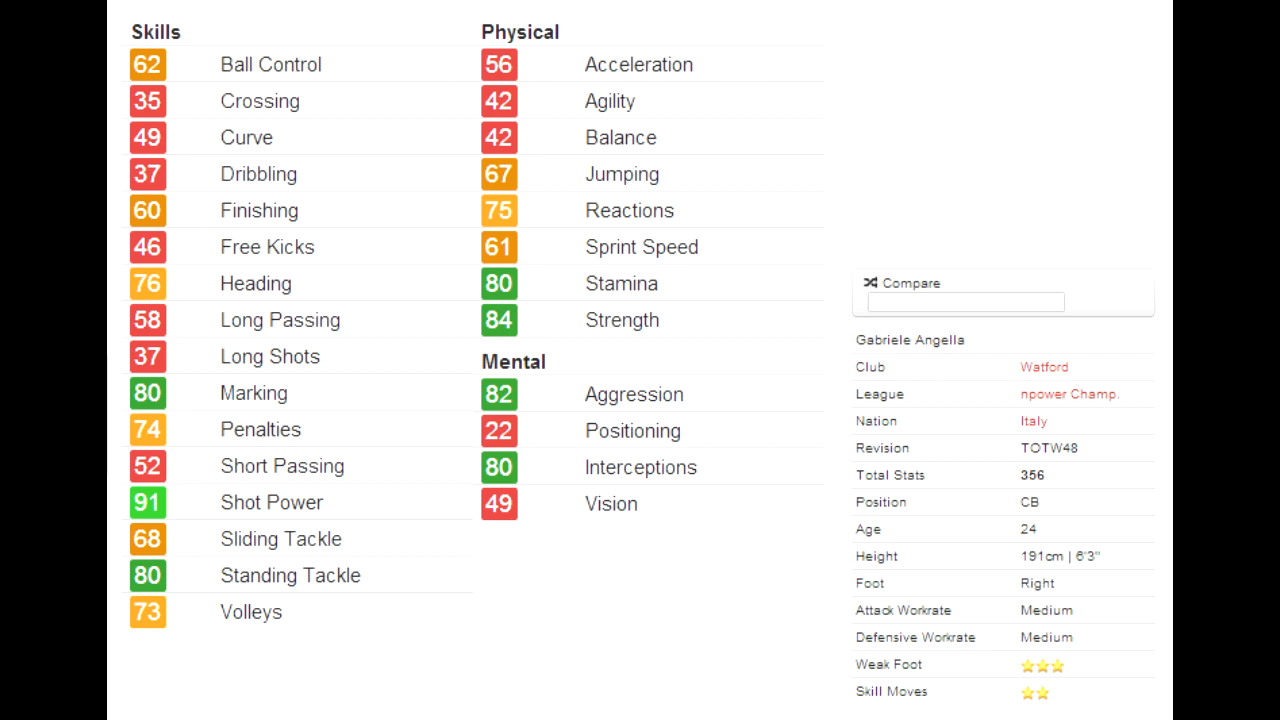 Skills
62 Ball Control
35 Crossing
49 Curve
37 Dribbling
60 Finishing
46 Free Kicks
76 Heading
58 Long Passing
37 Long Shots
80 Marking
74 Penalties
52 Short Passing
91 Shot Power
68 Sliding Tackle
80 Standing Tackle
73 Volleys
Physical
56 Acceleration
42 Agility
42 Balance
67 Jumping
75 Reactions
61 Sprint Speed
80 Stamina
84 Strength
Mental
82 Aggression
22 Positioning
80 Interceptions
49 Vision
Compare
Gabriele Angella
Club Watford
League npower Champ.
Nation Italy
Revision TOTW48
Total Stats 356
Position CB
Age 24
Height 191cm | 6'3"
Foot Right
Attack Workrate Medium
Defensive Workrate Medium
Weak Foot
Skill Moves